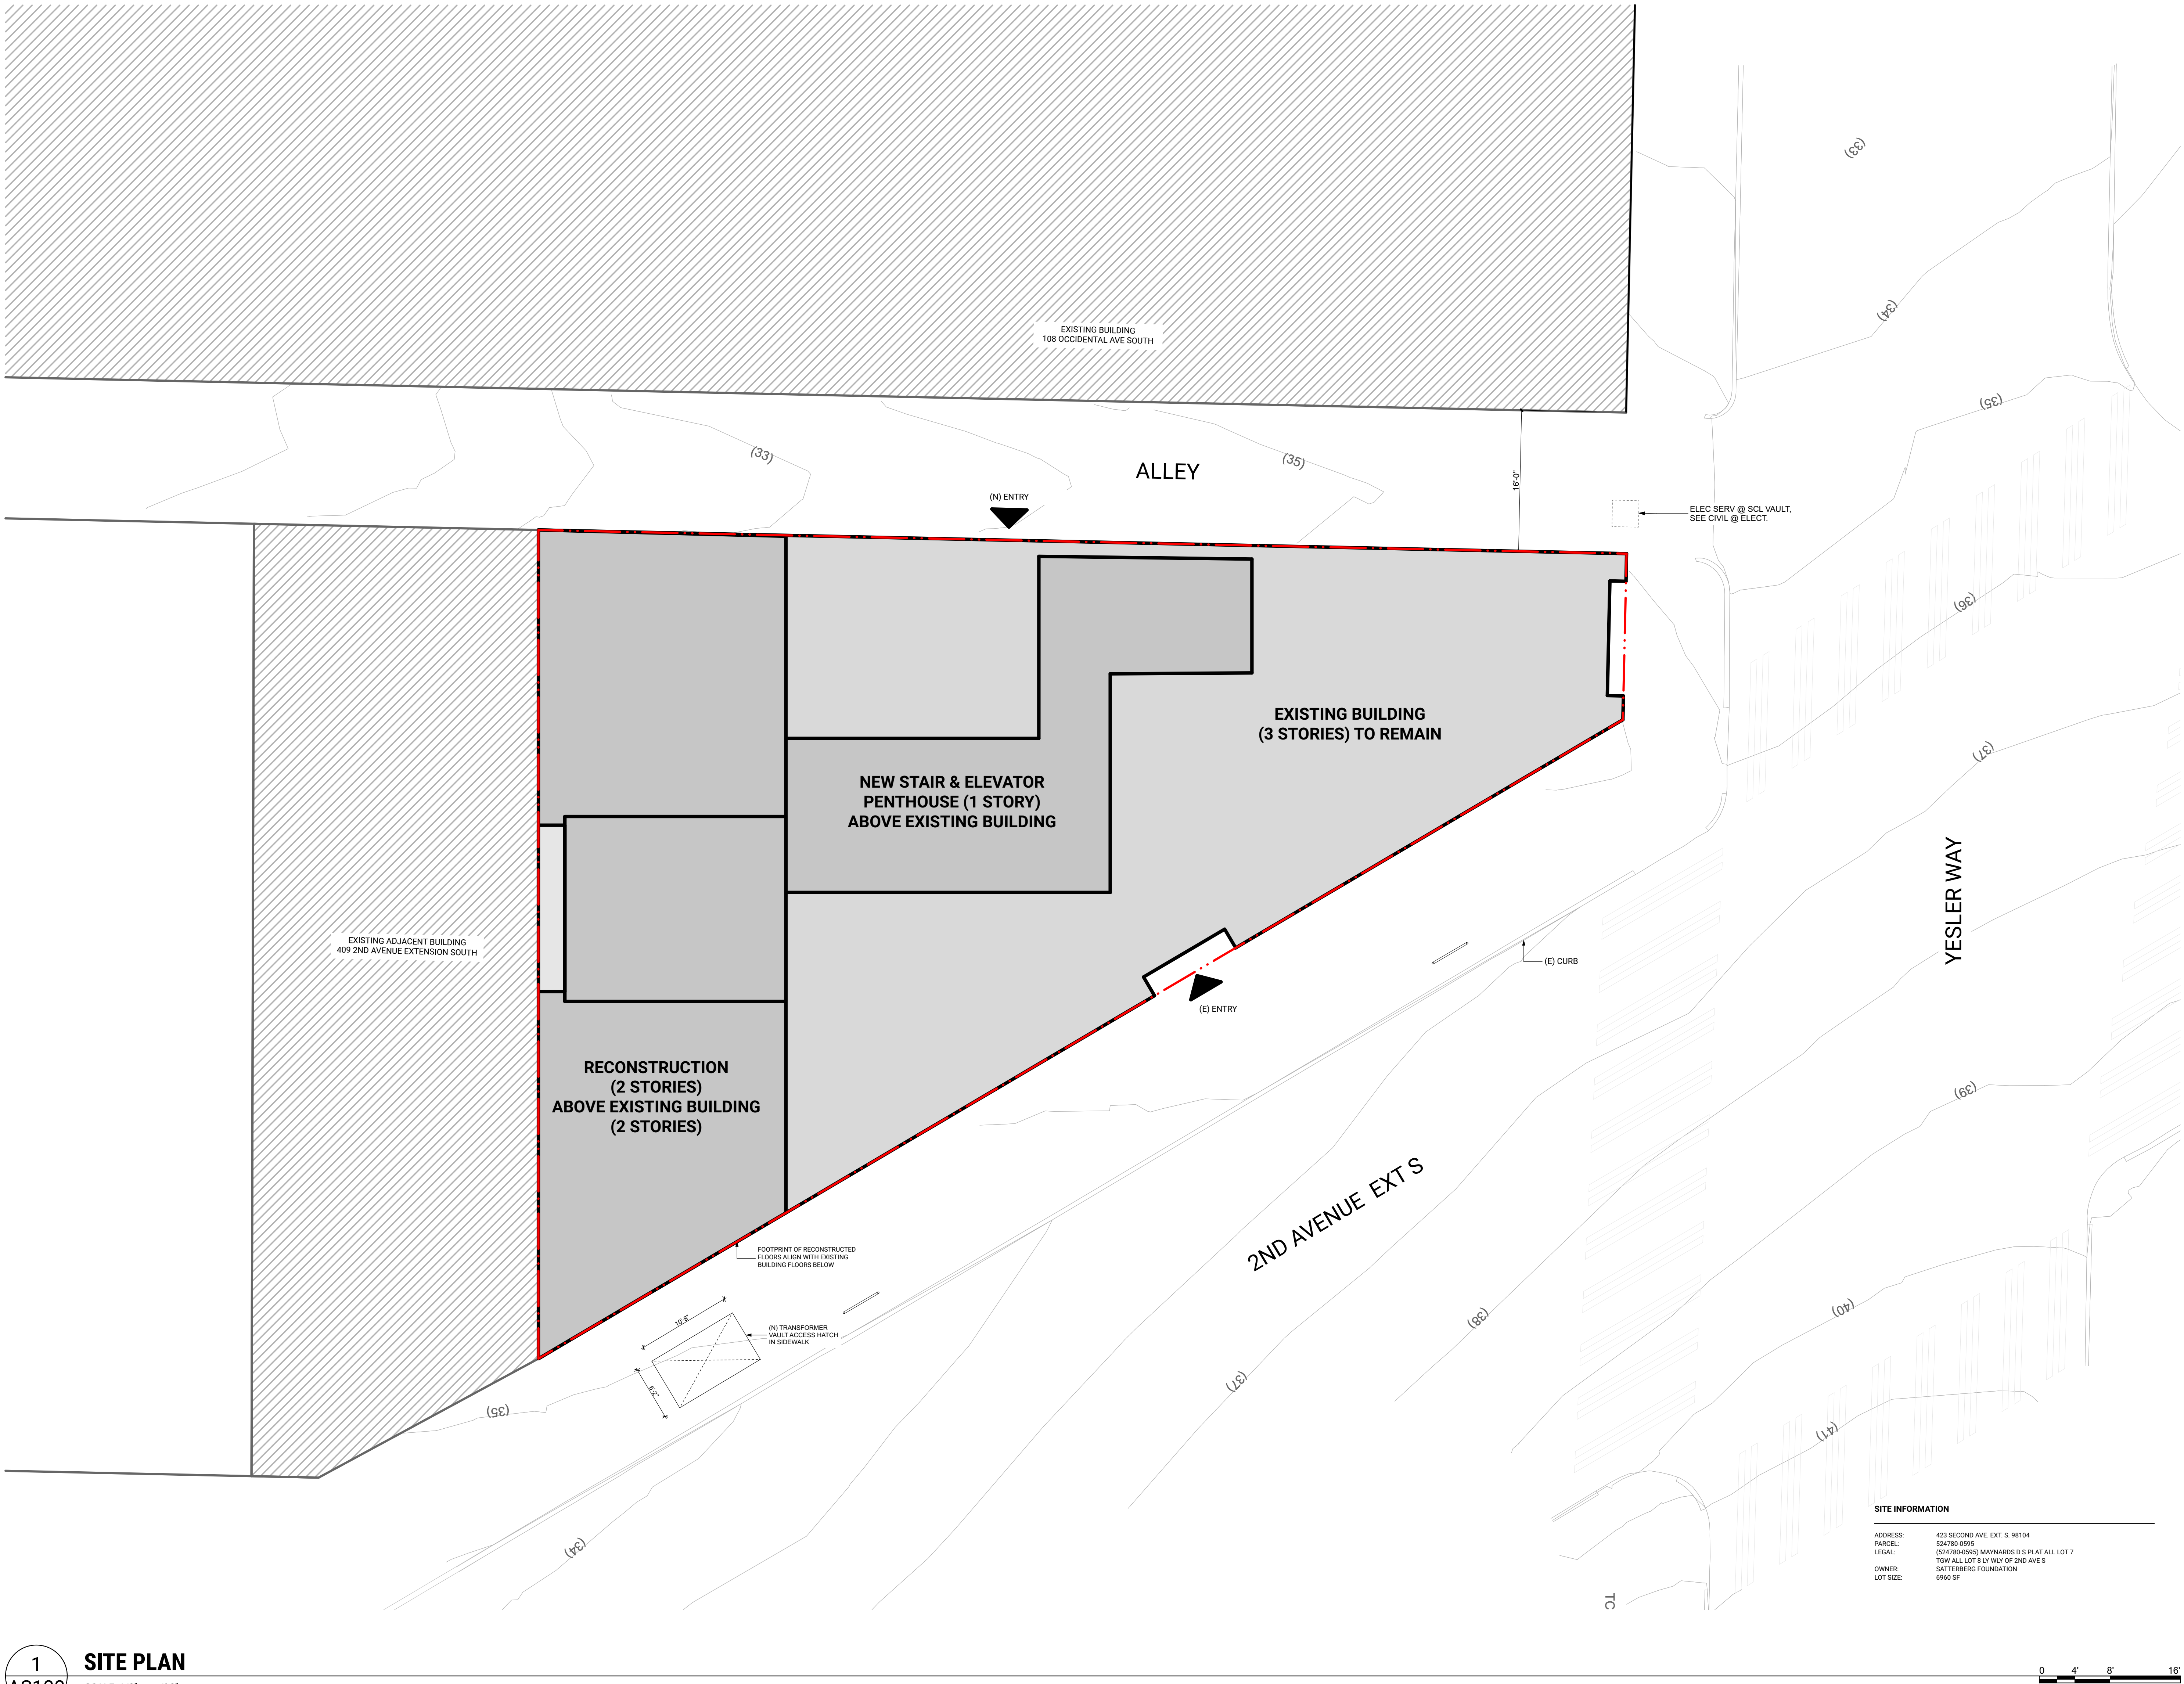 EXISTING BUILDING
108 OCCIDENTAL AVE SOUTH
(33)
(34)
(35)
(33)
ALLEY
(35)
16'-0"
(N) ENTRY
ELEC SERV @ SCL VAULT,
SEE CIVIL @ ELECT.
(36)
EXISTING BUILDING
(3 STORIES) TO REMAIN
(37)
NEW STAIR & ELEVATOR
PENTHOUSE (1 STORY)
ABOVE EXISTING BUILDING
YESLER WAY
EXISTING ADJACENT BUILDING
409 2ND AVENUE EXTENSION SOUTH
(E) CURB
(E) ENTRY
RECONSTRUCTION
(2 STORIES)
ABOVE EXISTING BUILDING
(2 STORIES)
(39)
2ND AVENUE EXT S
FOOTPRINT OF RECONSTRUCTED
FLOORS ALIGN WITH EXISTING
BUILDING FLOORS BELOW
10'-8"
(N) TRANSFORMER
VAULT ACCESS HATCH
IN SIDEWALK
6'-2"
(38)
(40)
(37)
(35)
(41)
(34)
SITE INFORMATION
ADDRESS: 423 SECOND AVE. EXT. S. 98104
PARCEL: 524780-0595
LEGAL: (524780-0595) MAYNARDS D S PLAT ALL LOT 7
TGW ALL LOT 8 LY WLY OF 2ND AVE S
OWNER: SATTERBERG FOUNDATION
LOT SIZE: 6960 SF
TC
1
SITE PLAN
0 4' 8' 16'